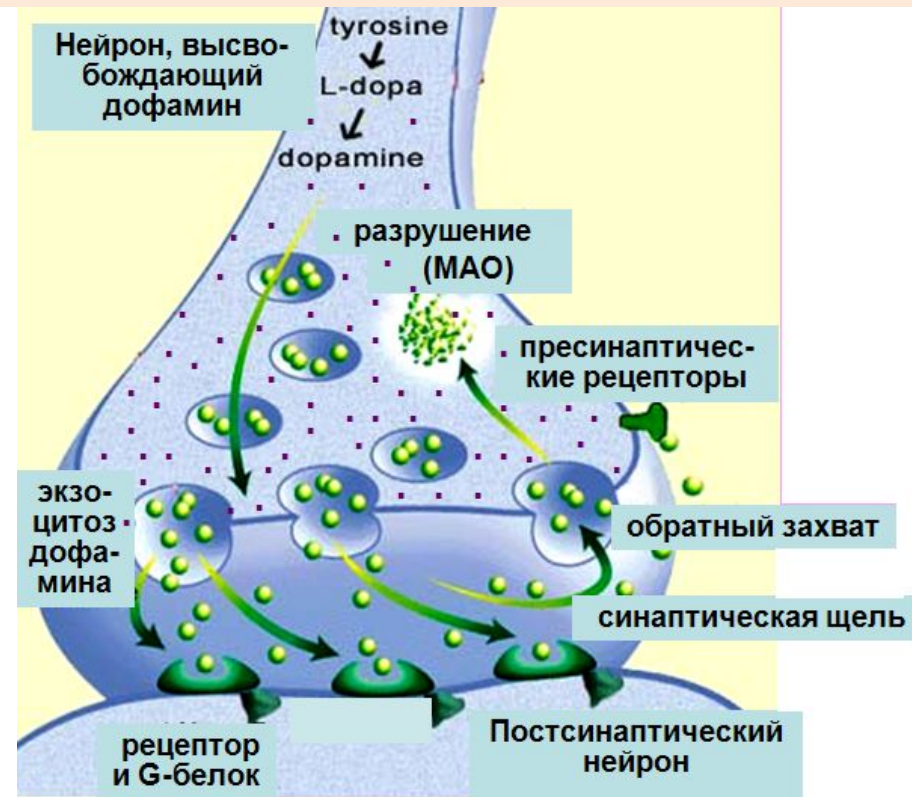 Нейрон, высво-
бождающий
дофамин
tyrosine
L-dopa
dopamine
разрушение
(МАО)
пресинаптичес-
кие рецепторы
экзо-
цитоз
дофа-
мина
обратный захват
синаптическая щель
рецептор
и G-белок
Постсинаптический
нейрон